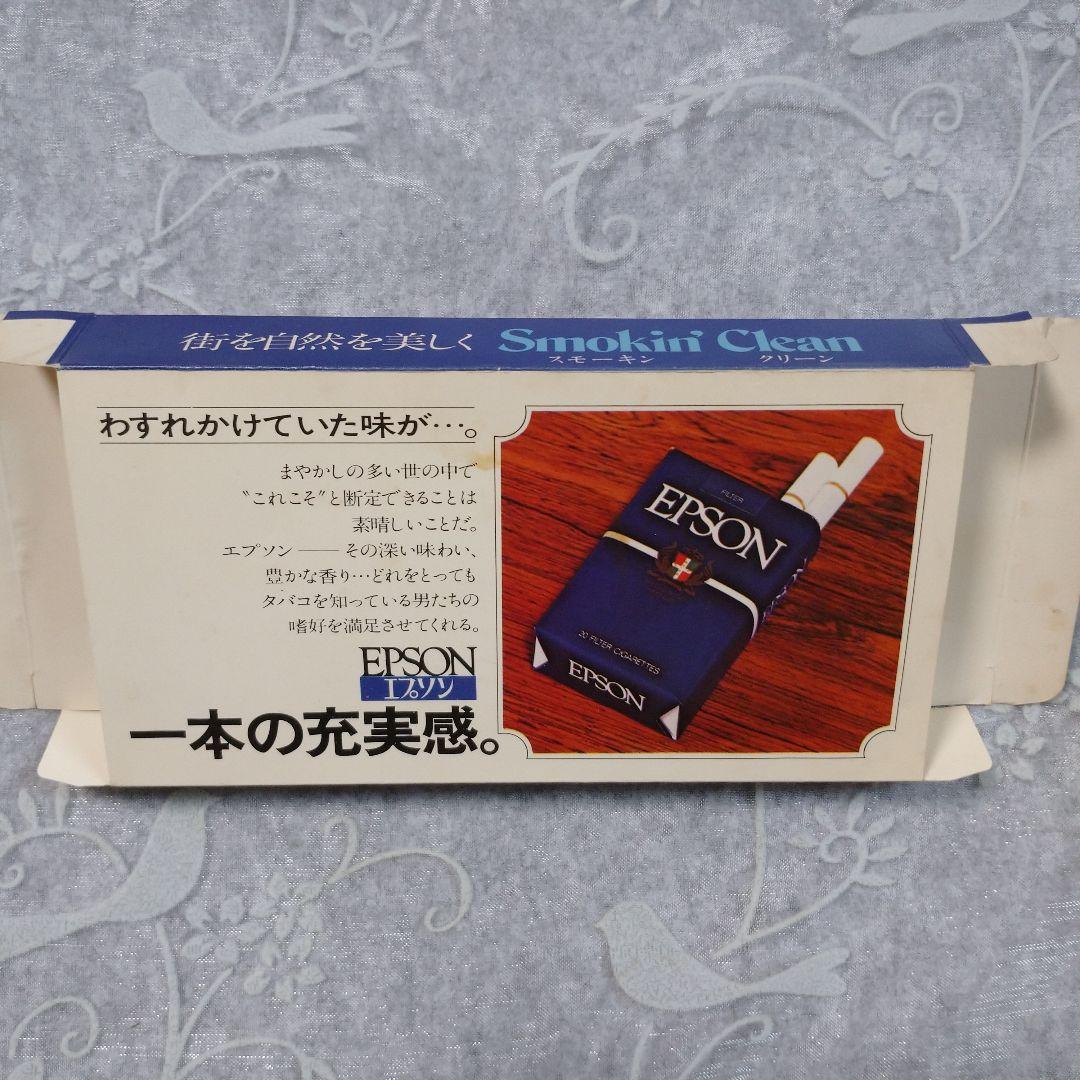 街を自然を美しく Smokin' Clean
スモーキン クリーン
わすれかけていた味が…。
まやかしの多い世の中で
“これこそ”と断定できることは
素晴しいことだ。
エプソン――その深い味わい、
豊かな香り…どれをとっても
タバコを知っている男たちの
嗜好を満足させてくれる。
EPSON
エプソン
一本の充実感。
FILTER
EPSON
20 FILTER CIGARETTES
EPSON